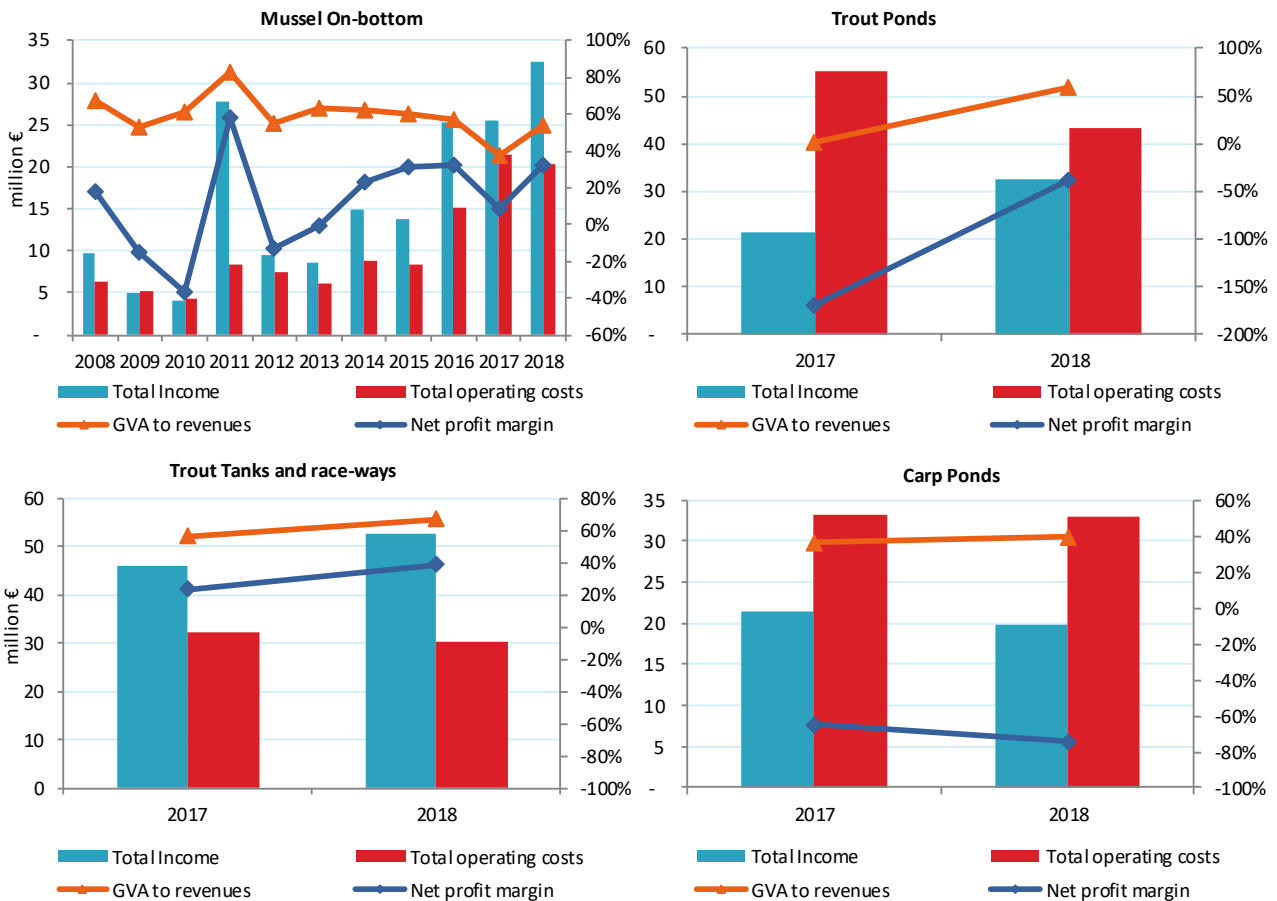 Mussel On-bottom
35
30
25
20
15
10
5
-
million €
100%
80%
60%
40%
20%
0%
-20%
-40%
-60%
2008 2009 2010 2011 2012 2013 2014 2015 2016 2017 2018
Total Income
Total operating costs
GVA to revenues
Net profit margin
Trout Ponds
60
50
40
30
20
10
-
100%
50%
0%
-50%
-100%
-150%
-200%
2017 2018
Total Income
Total operating costs
GVA to revenues
Net profit margin
Trout Tanks and race-ways
60
50
40
30
20
10
0
million €
80%
60%
40%
20%
0%
-20%
-40%
-60%
-80%
-100%
2017 2018
Total Income
Total operating costs
GVA to revenues
Net profit margin
Carp Ponds
35
30
25
20
15
10
5
-
60%
40%
20%
0%
-20%
-40%
-60%
-80%
-100%
2017 2018
Total Income
Total operating costs
GVA to revenues
Net profit margin